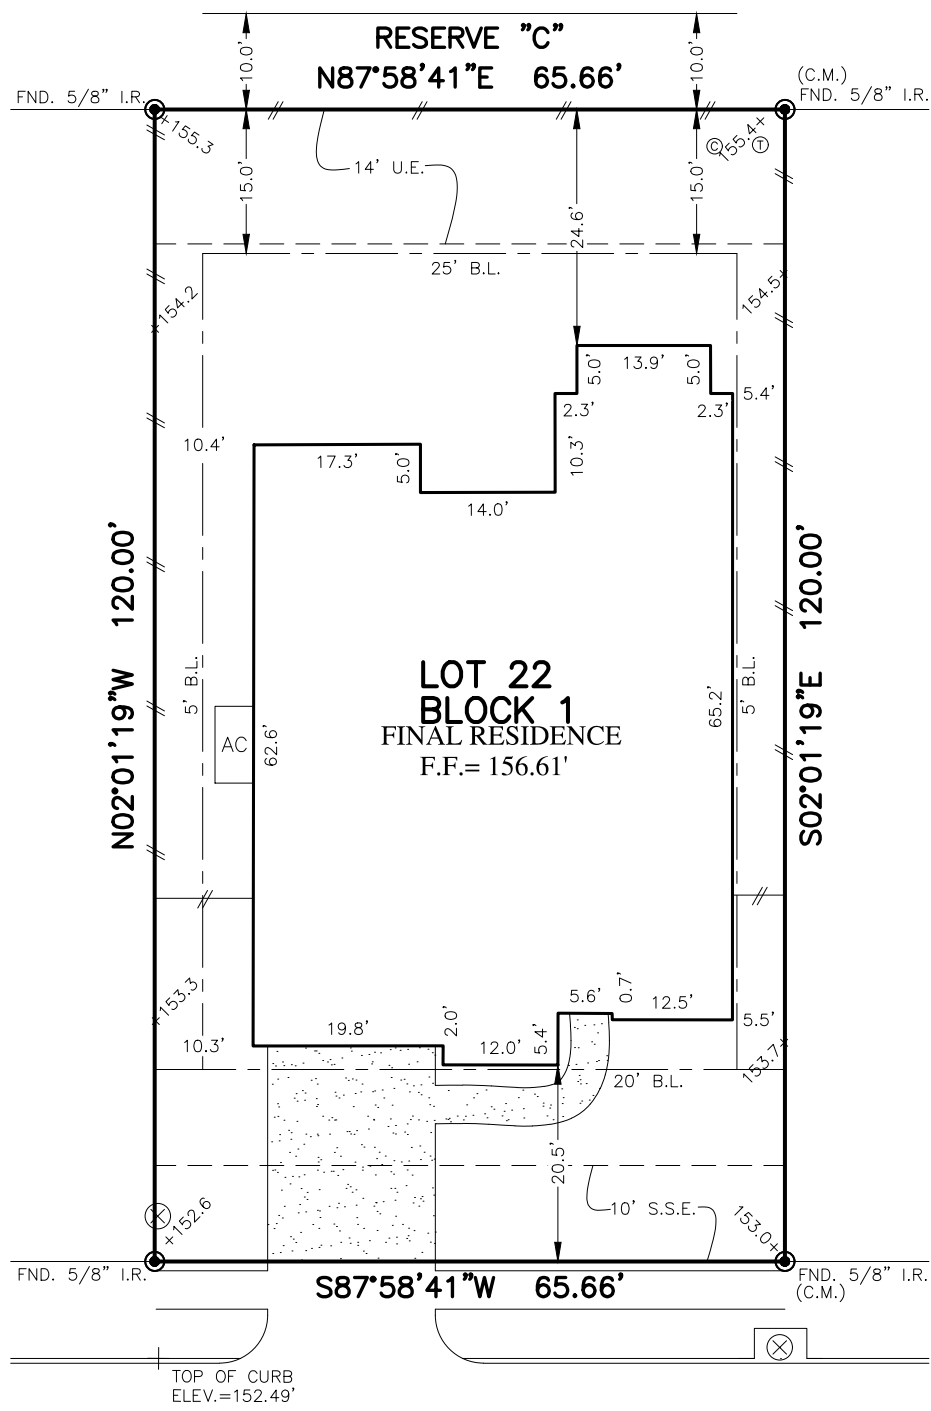 RESERVE "C"
N87°58'41"E 65.66'
10.0'
10.0'
(C.M.)
FND. 5/8" I.R.
FND. 5/8" I.R.
+155.3
155.4+
C
T
15.0'
14' U.E.
24.6'
15.0'
25' B.L.
+154.2
154.5+
5.0'
13.9'
5.0'
5.4'
2.3'
2.3'
10.4'
17.3'
5.0'
10.3'
14.0'
N02°01'19"W 120.00'
S02°01'19"E 120.00'
5' B.L.
5' B.L.
LOT 22
BLOCK 1
FINAL RESIDENCE
F.F.= 156.61'
AC
62.6'
65.2'
+153.3
153.7+
10.3'
19.8'
2.0'
12.0'
5.4'
5.6'
0.7'
12.5'
5.5'
20' B.L.
20.5'
10' S.S.E.
+152.6
153.0+
FND. 5/8" I.R.
FND. 5/8" I.R.
(C.M.)
S87°58'41"W 65.66'
TOP OF CURB
ELEV.=152.49'